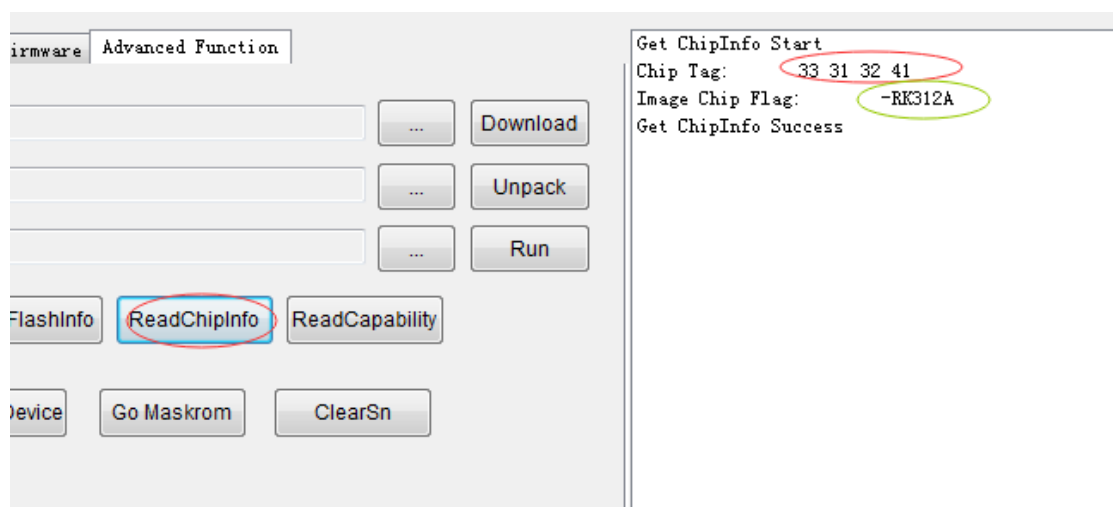 irmware
Advanced Function
... Download
... Unpack
... Run
FlashInfo ReadChipInfo ReadCapability
Device Go Maskrom ClearSn
Get ChipInfo Start
Chip Tag: 33 31 32 41
Image Chip Flag: -RK312A
Get ChipInfo Success